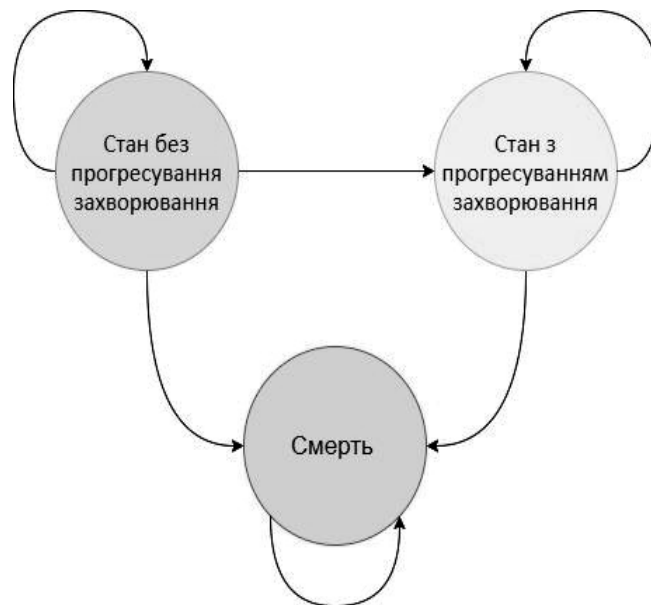 Стан без
прогресування
захворювання
Стан з
прогресуванням
захворювання
Смерть